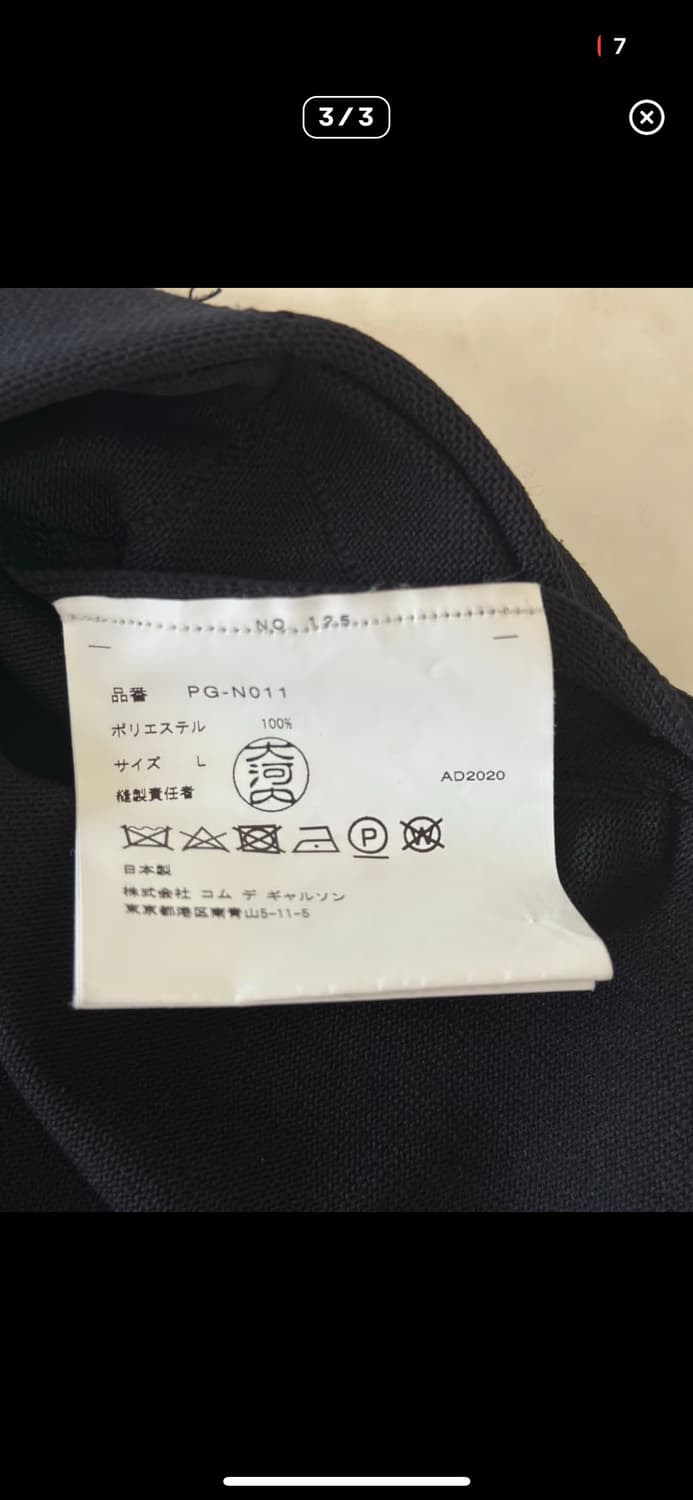 7
3/3
NO 125
品番 PG-N011
ポリエステル 100%
サイズ L
大河内
AD2020
縫製責任者
P
W
日本製
株式会社 コム デ ギャルソン
東京都港区南青山5-11-5